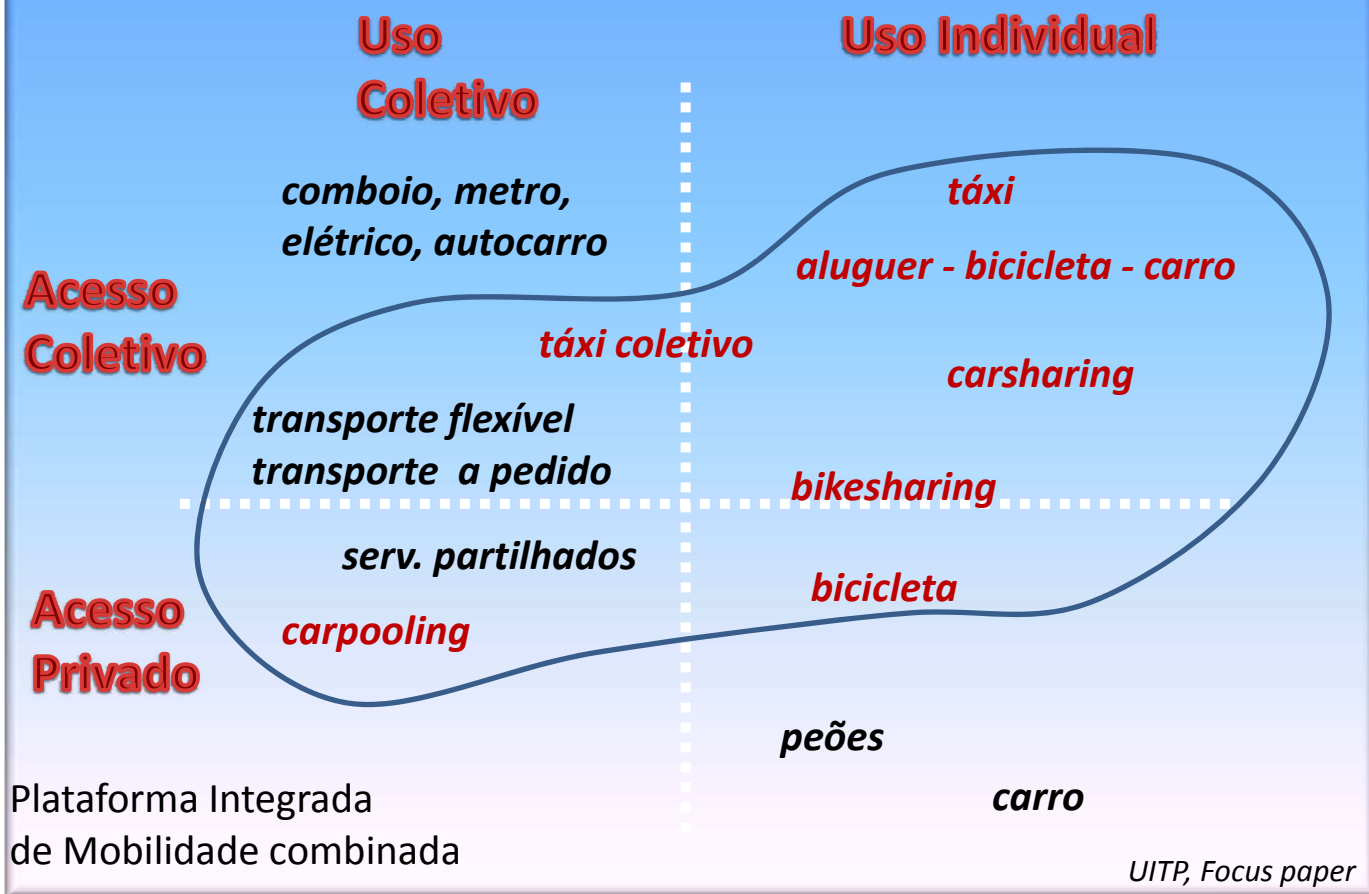 Uso
Coletivo
Uso Individual
comboio, metro,
elétrico, autocarro
táxi
aluguer - bicicleta - carro
Acesso
Coletivo
táxi coletivo
carsharing
transporte flexível
transporte a pedido
bikesharing
serv. partilhados
bicicleta
Acesso
Privado
carpooling
peões
carro
Plataforma Integrada
de Mobilidade combinada
UITP, Focus paper